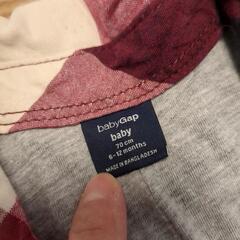 babyGap
baby
70 cm
6-12 months
MADE IN BANGLADESH